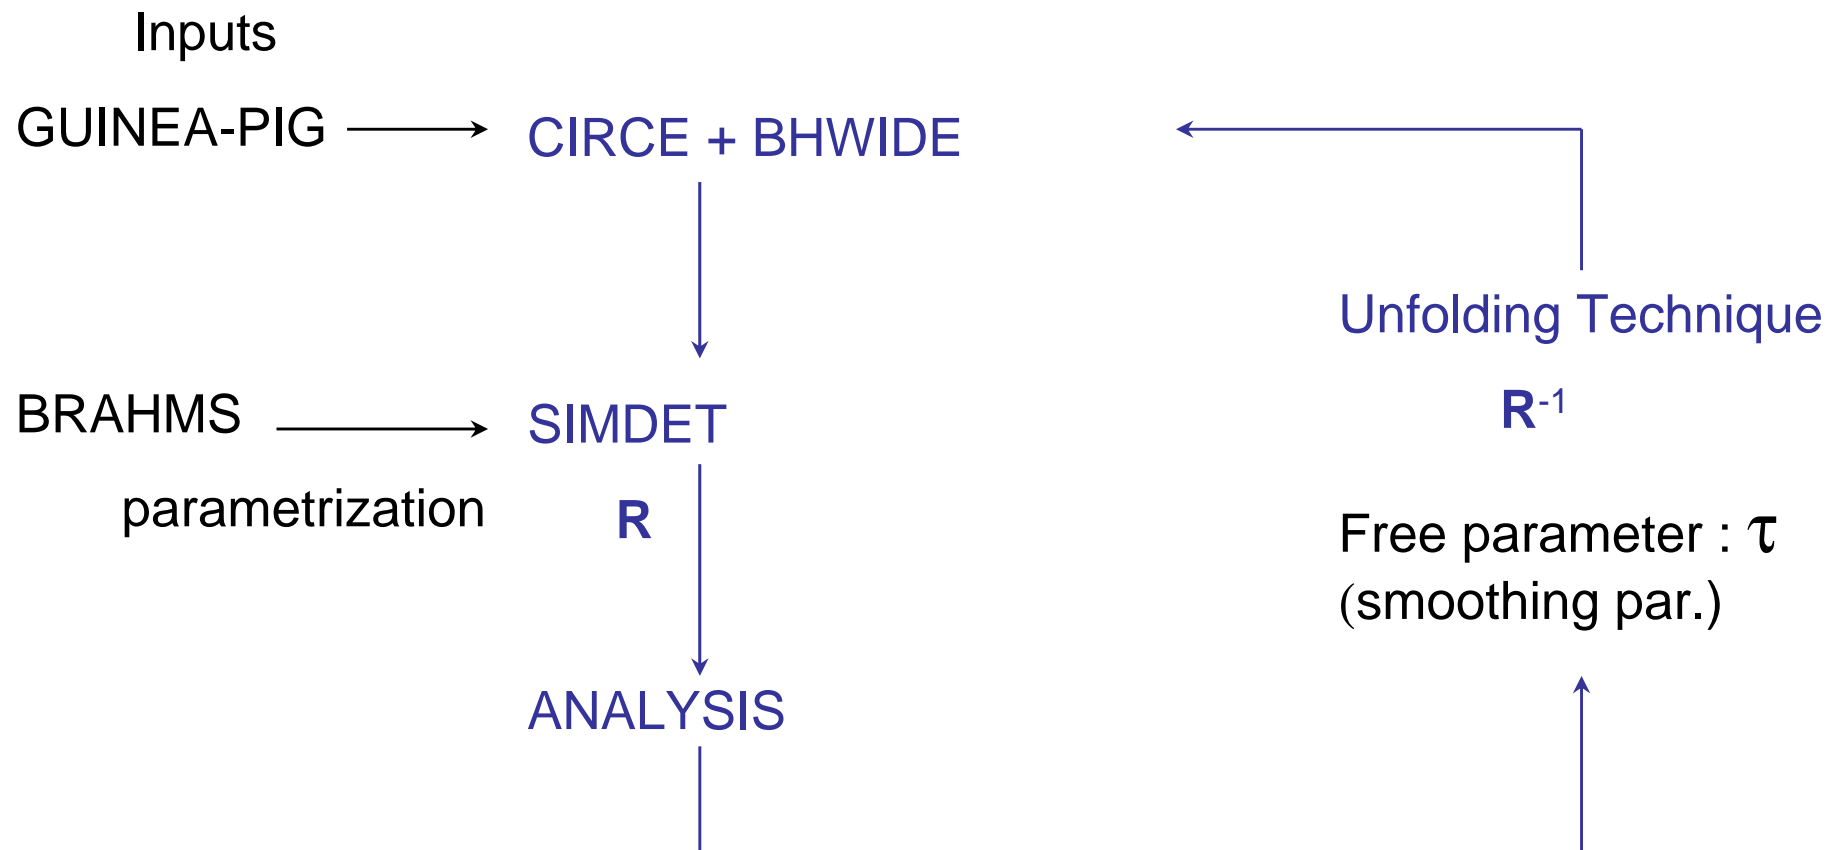 Inputs
GUINEA-PIG
CIRCE + BHWIDE
Unfolding Technique
R-1
BRAHMS
SIMDET
parametrization
R
Free parameter : τ
(smoothing par.)
ANALYSIS